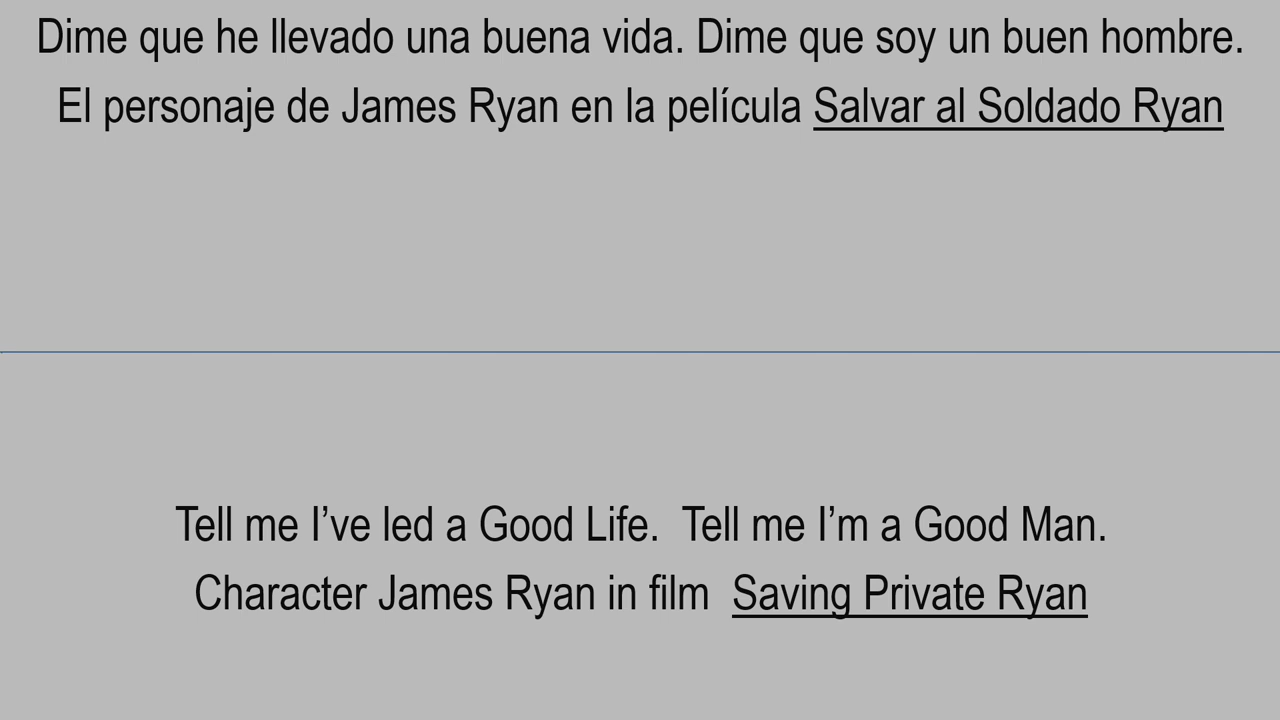 Dime que he llevado una buena vida. Dime que soy un buen hombre.
El personaje de James Ryan en la película Salvar al Soldado Ryan
Tell me I’ve led a Good Life.  Tell me I’m a Good Man.
Character James Ryan in film  Saving Private Ryan